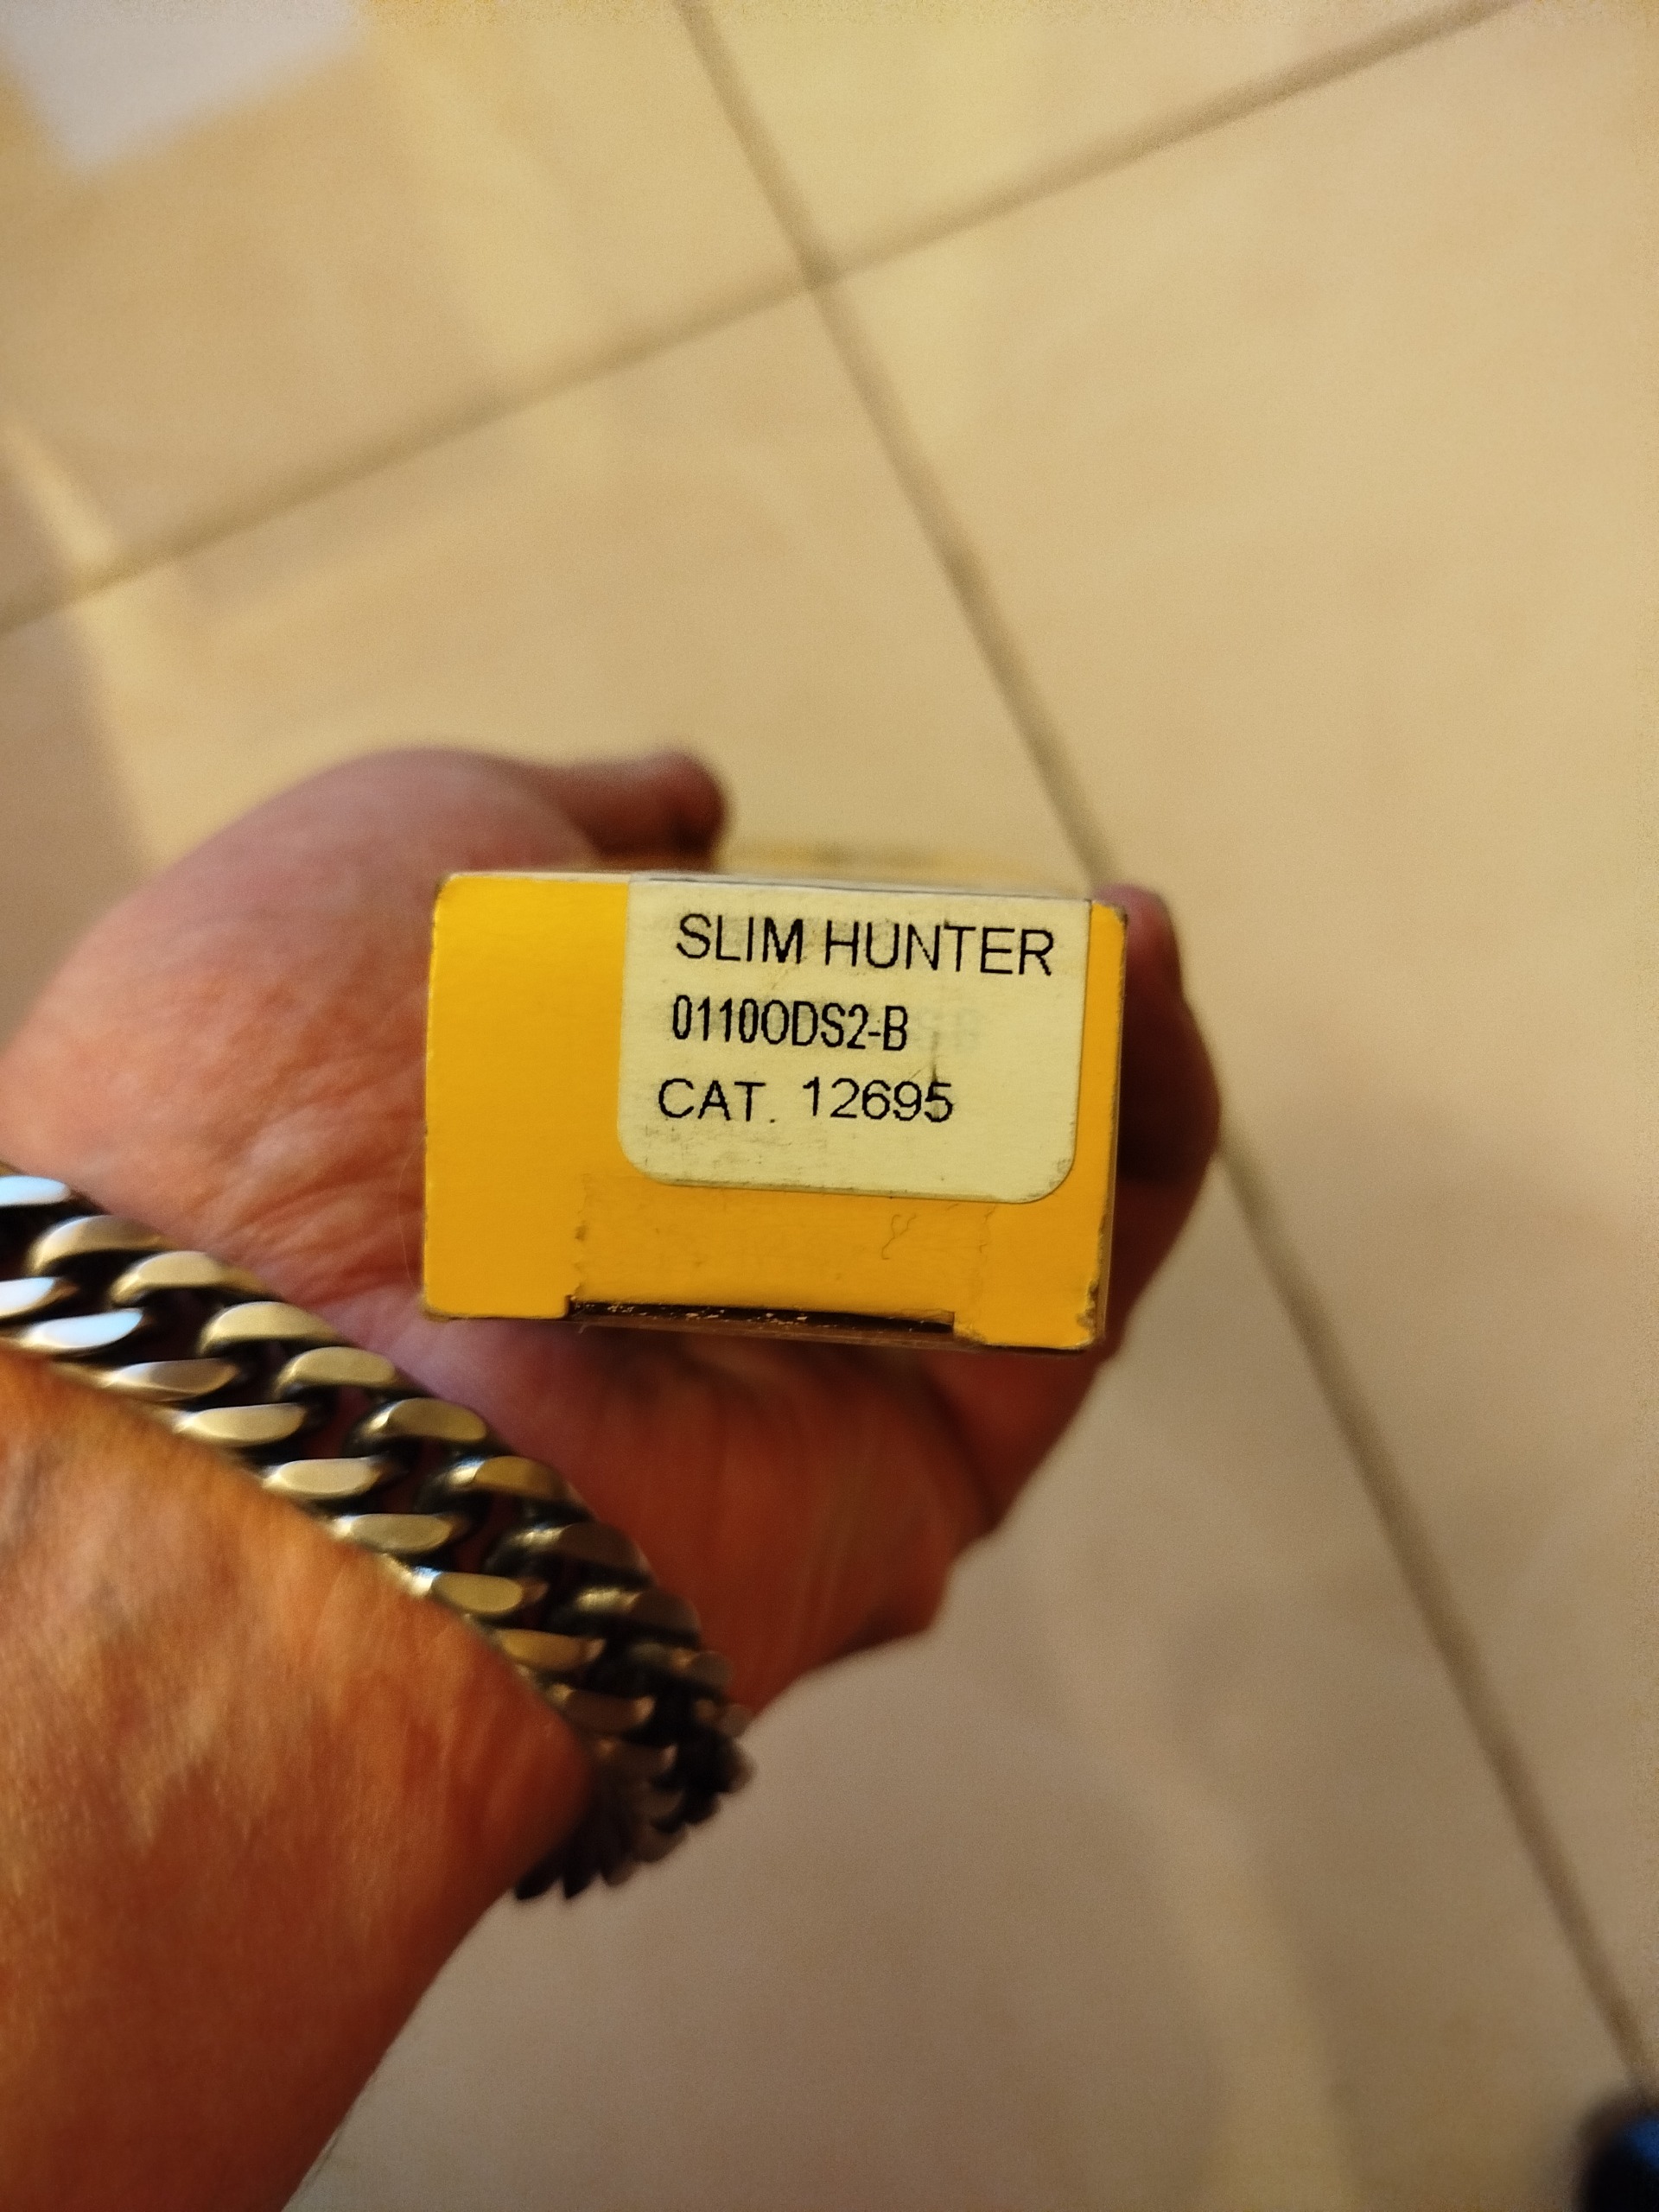 SLIM HUNTER
0110ODS2-B
CAT. 12695